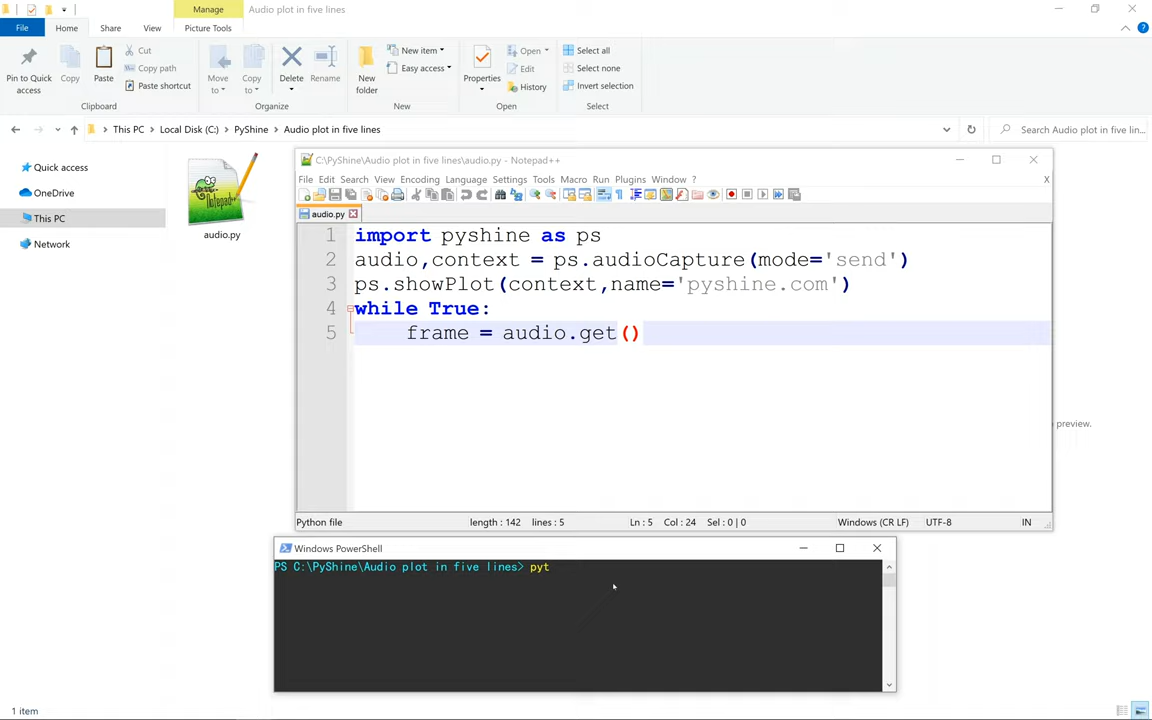 Manage
Audio plot in five lines
File
Home
Share
View
Picture Tools
Pin to Quick access
Copy
Paste
Cut
Copy path
Paste shortcut
Clipboard
Move to
Copy to
Delete
Rename
Organize
New folder
New item
Easy access
New
Properties
Open
Edit
History
Open
Select all
Select none
Invert selection
Select
This PC > Local Disk (C:) > PyShine > Audio plot in five lines
Search Audio plot in five lin...
Quick access
OneDrive
This PC
Network
Notepad++
audio.py
C:\PyShine\Audio plot in five lines\audio.py - Notepad++
File Edit Search View Encoding Language Settings Tools Macro Run Plugins Window ?
X
audio.py
1 import pyshine as ps
2 audio,context = ps.audioCapture(mode='send')
3 ps.showPlot(context,name='pyshine.com')
4 while True:
5 frame = audio.get()
Python file
length : 142 lines : 5
Ln : 5 Col : 24 Sel : 0 | 0
Windows (CR LF)
UTF-8
IN
preview.
Windows PowerShell
PS C:\PyShine\Audio plot in five lines> pyt
1 item